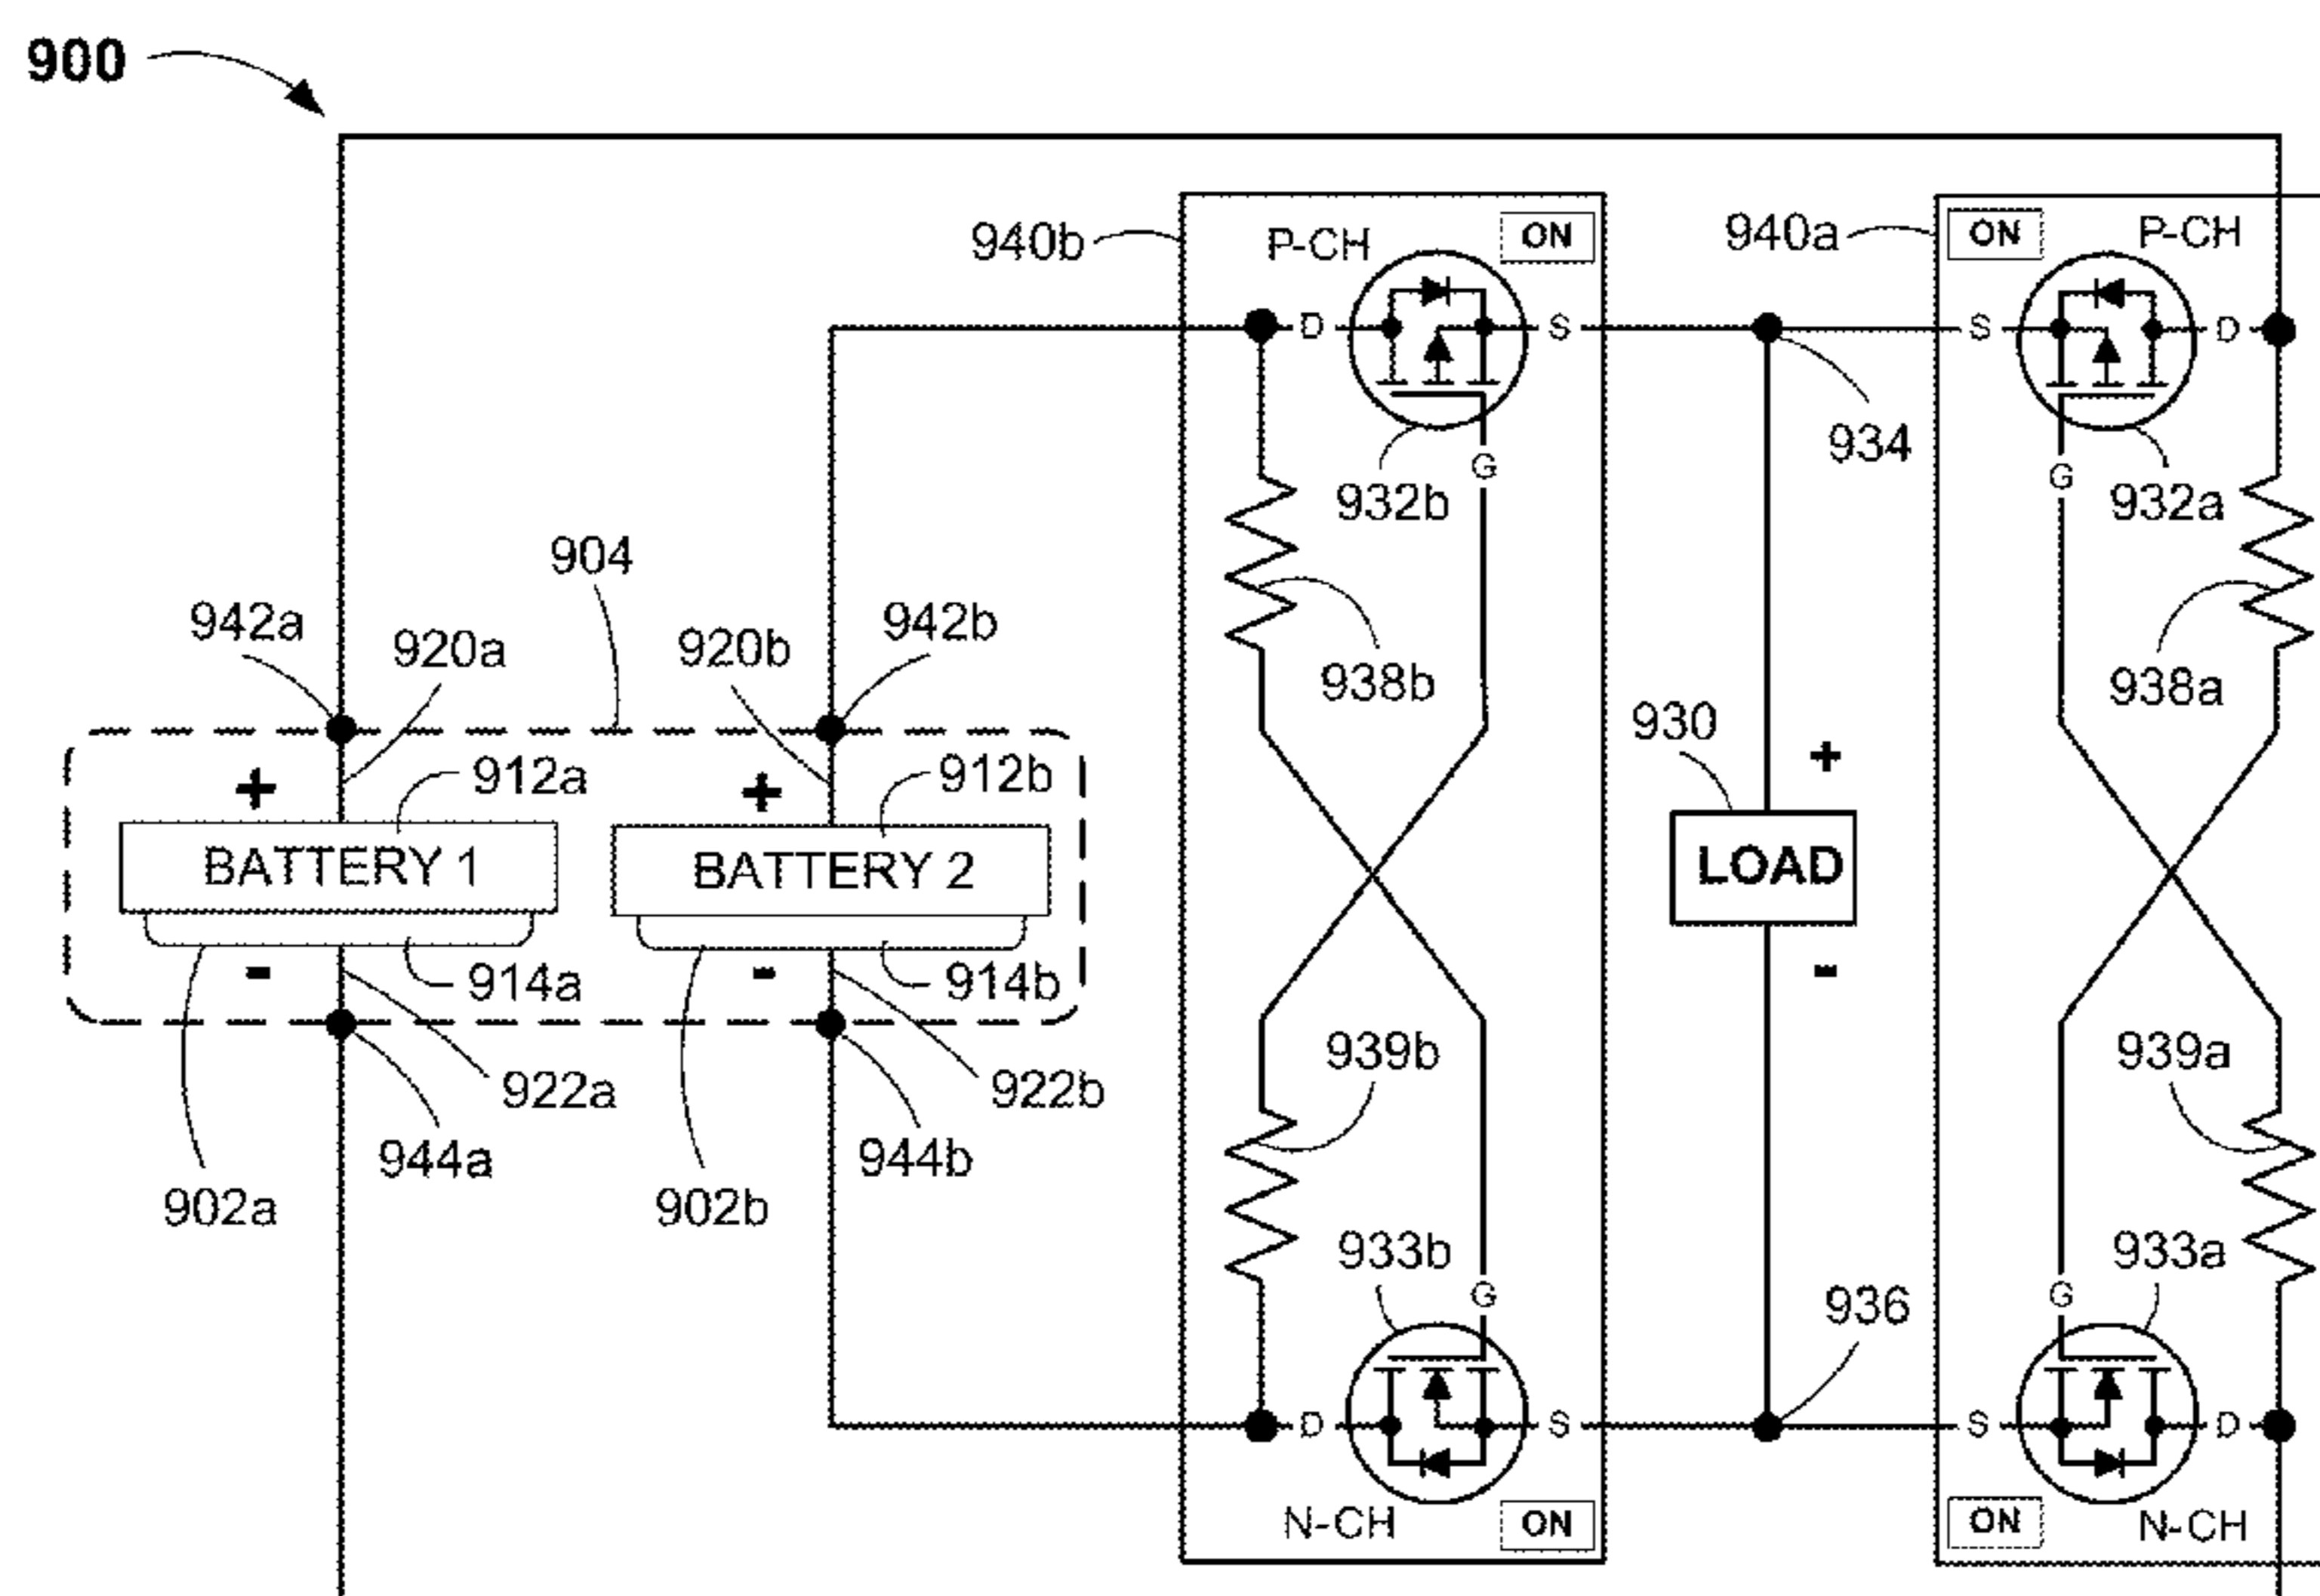 900
940b
P-CH
ON
940a
ON
P-CH
D
S
S
D
934
G
932b
G
932a
904
942a
920a
920b
942b
938b
938a
930
+
+
912a
+
912b
BATTERY 1
BATTERY 2
LOAD
-
914a
-
914b
-
922a
922b
939b
939a
944a
944b
902a
902b
933b
933a
G
G
936
D
S
S
D
N-CH
ON
ON
N-CH